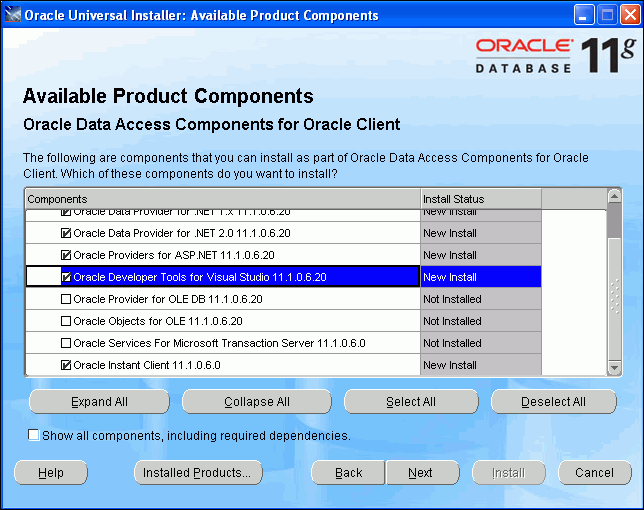 Oracle Universal Installer: Available Product Components
ORACLE
DATABASE 11g
Available Product Components
Oracle Data Access Components for Oracle Client
The following are components that you can install as part of Oracle Data Access Components for Oracle
Client. Which of these components do you want to install?
Components Install Status
Oracle Data Provider for .NET 1.x 11.1.0.6.20 New Install
Oracle Data Provider for .NET 2.0 11.1.0.6.20 New Install
Oracle Providers for ASP.NET 11.1.0.6.20 New Install
Oracle Developer Tools for Visual Studio 11.1.0.6.20 New Install
Oracle Provider for OLE DB 11.1.0.6.20 Not Installed
Oracle Objects for OLE 11.1.0.6.20 Not Installed
Oracle Services For Microsoft Transaction Server 11.1.0.6.0 Not Installed
Oracle Instant Client 11.1.0.6.0 New Install
Expand All Collapse All Select All Deselect All
Show all components, including required dependencies.
Help Installed Products... Back Next Install Cancel